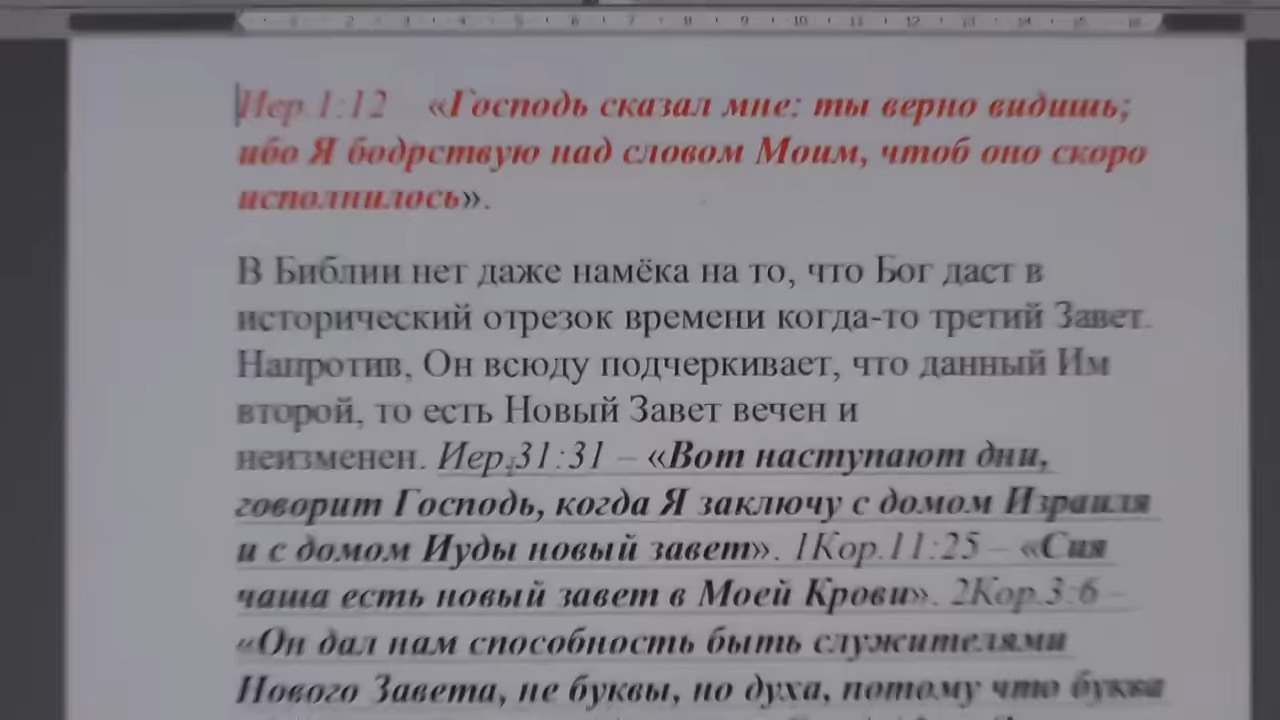 Иер.1:12 – «Господь сказал мне: ты верно видишь;
ибо Я бодрствую над словом Моим, чтоб оно скоро
исполнилось».
В Библии нет даже намёка на то, что Бог даст в
исторический отрезок времени когда-то третий Завет.
Напротив, Он всюду подчеркивает, что данный Им
второй, то есть Новый Завет вечен и
неизменен. Иер.31:31 – «Вот наступают дни,
говорит Господь, когда Я заключу с домом Израиля
и с домом Иуды новый завет». 1Кор.11:25 – «Сия
чаша есть новый завет в Моей Крови». 2Кор.3:6 –
«Он дал нам способность быть служителями
Нового Завета, не буквы, но духа, потому что буква